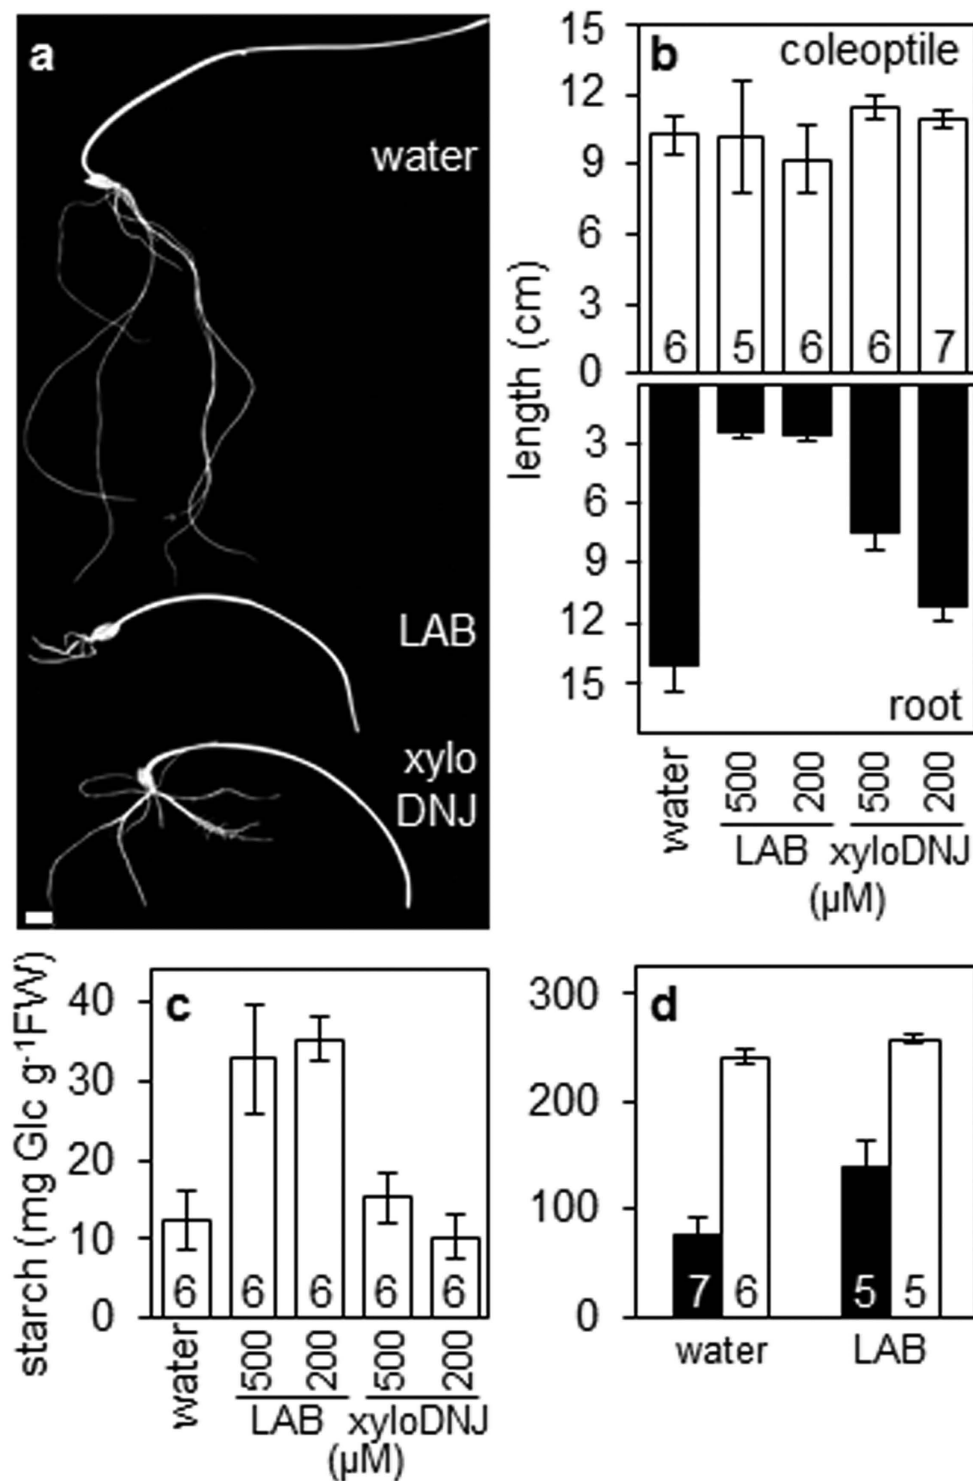 a
water
LAB
xylo
DNJ
b
coleoptile
15
12
9
6
3
0
6 5 6 6 7
length (cm)
3
6
9
12
15
root
water 500 200 500 200
LAB xyloDNJ
(µM)
c
starch (mg Glc g-1FW)
40
30
20
10
0
6 6 6 6 6
water 500 200 500 200
LAB xyloDNJ
(µM)
d
300
200
100
0
7 6 5 5
water LAB